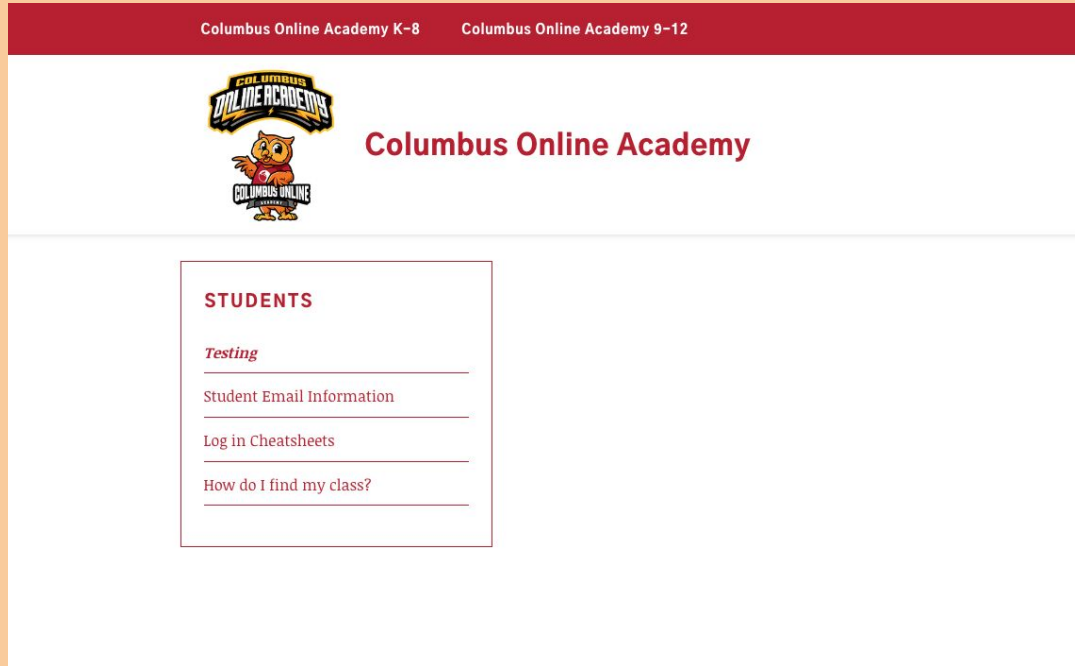 Columbus Online Academy K-8 Columbus Online Academy 9-12
COLUMBUS
ONLINE ACADEMY
COLUMBUS ONLINE
ACADEMY
Columbus Online Academy
STUDENTS
Testing
Student Email Information
Log in Cheatsheets
How do I find my class?